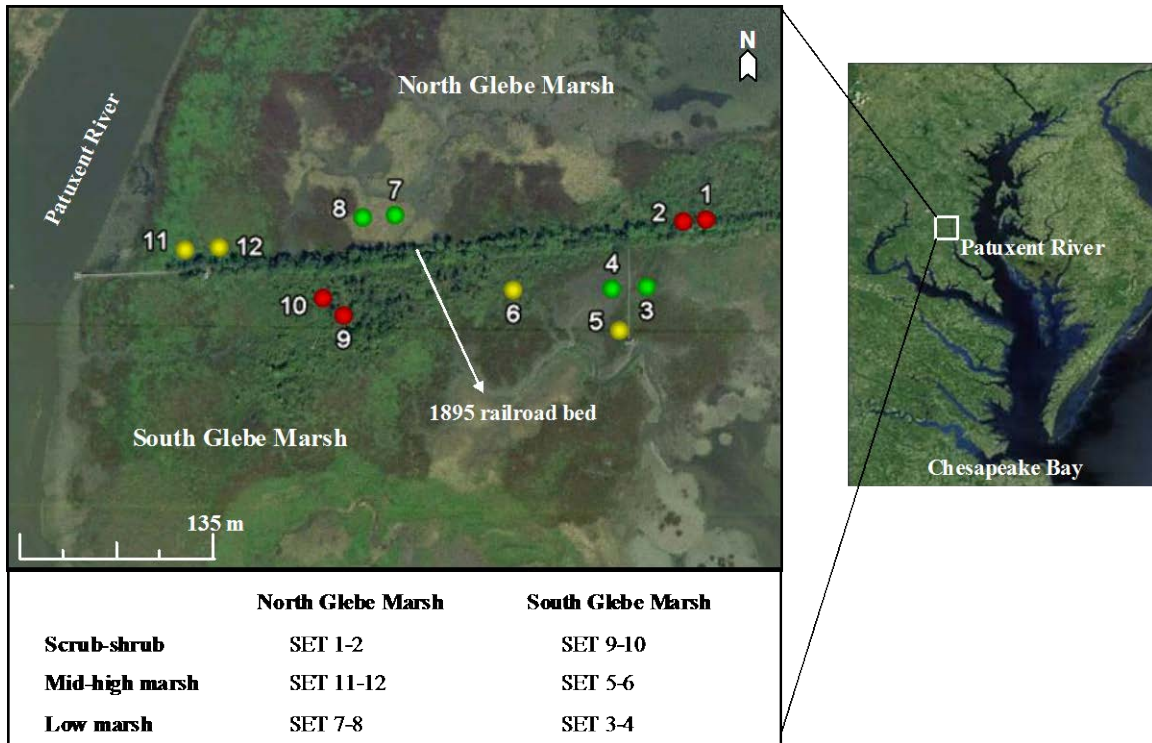 N
North Glebe Marsh
Patuxent River
8
7
2
1
11
12
4
3
10
9
6
5
1895 railroad bed
South Glebe Marsh
135 m
Patuxent River
Chesapeake Bay
North Glebe Marsh South Glebe Marsh
Scrub-shrub SET 1-2 SET 9-10
Mid-high marsh SET 11-12 SET 5-6
Low marsh SET 7-8 SET 3-4